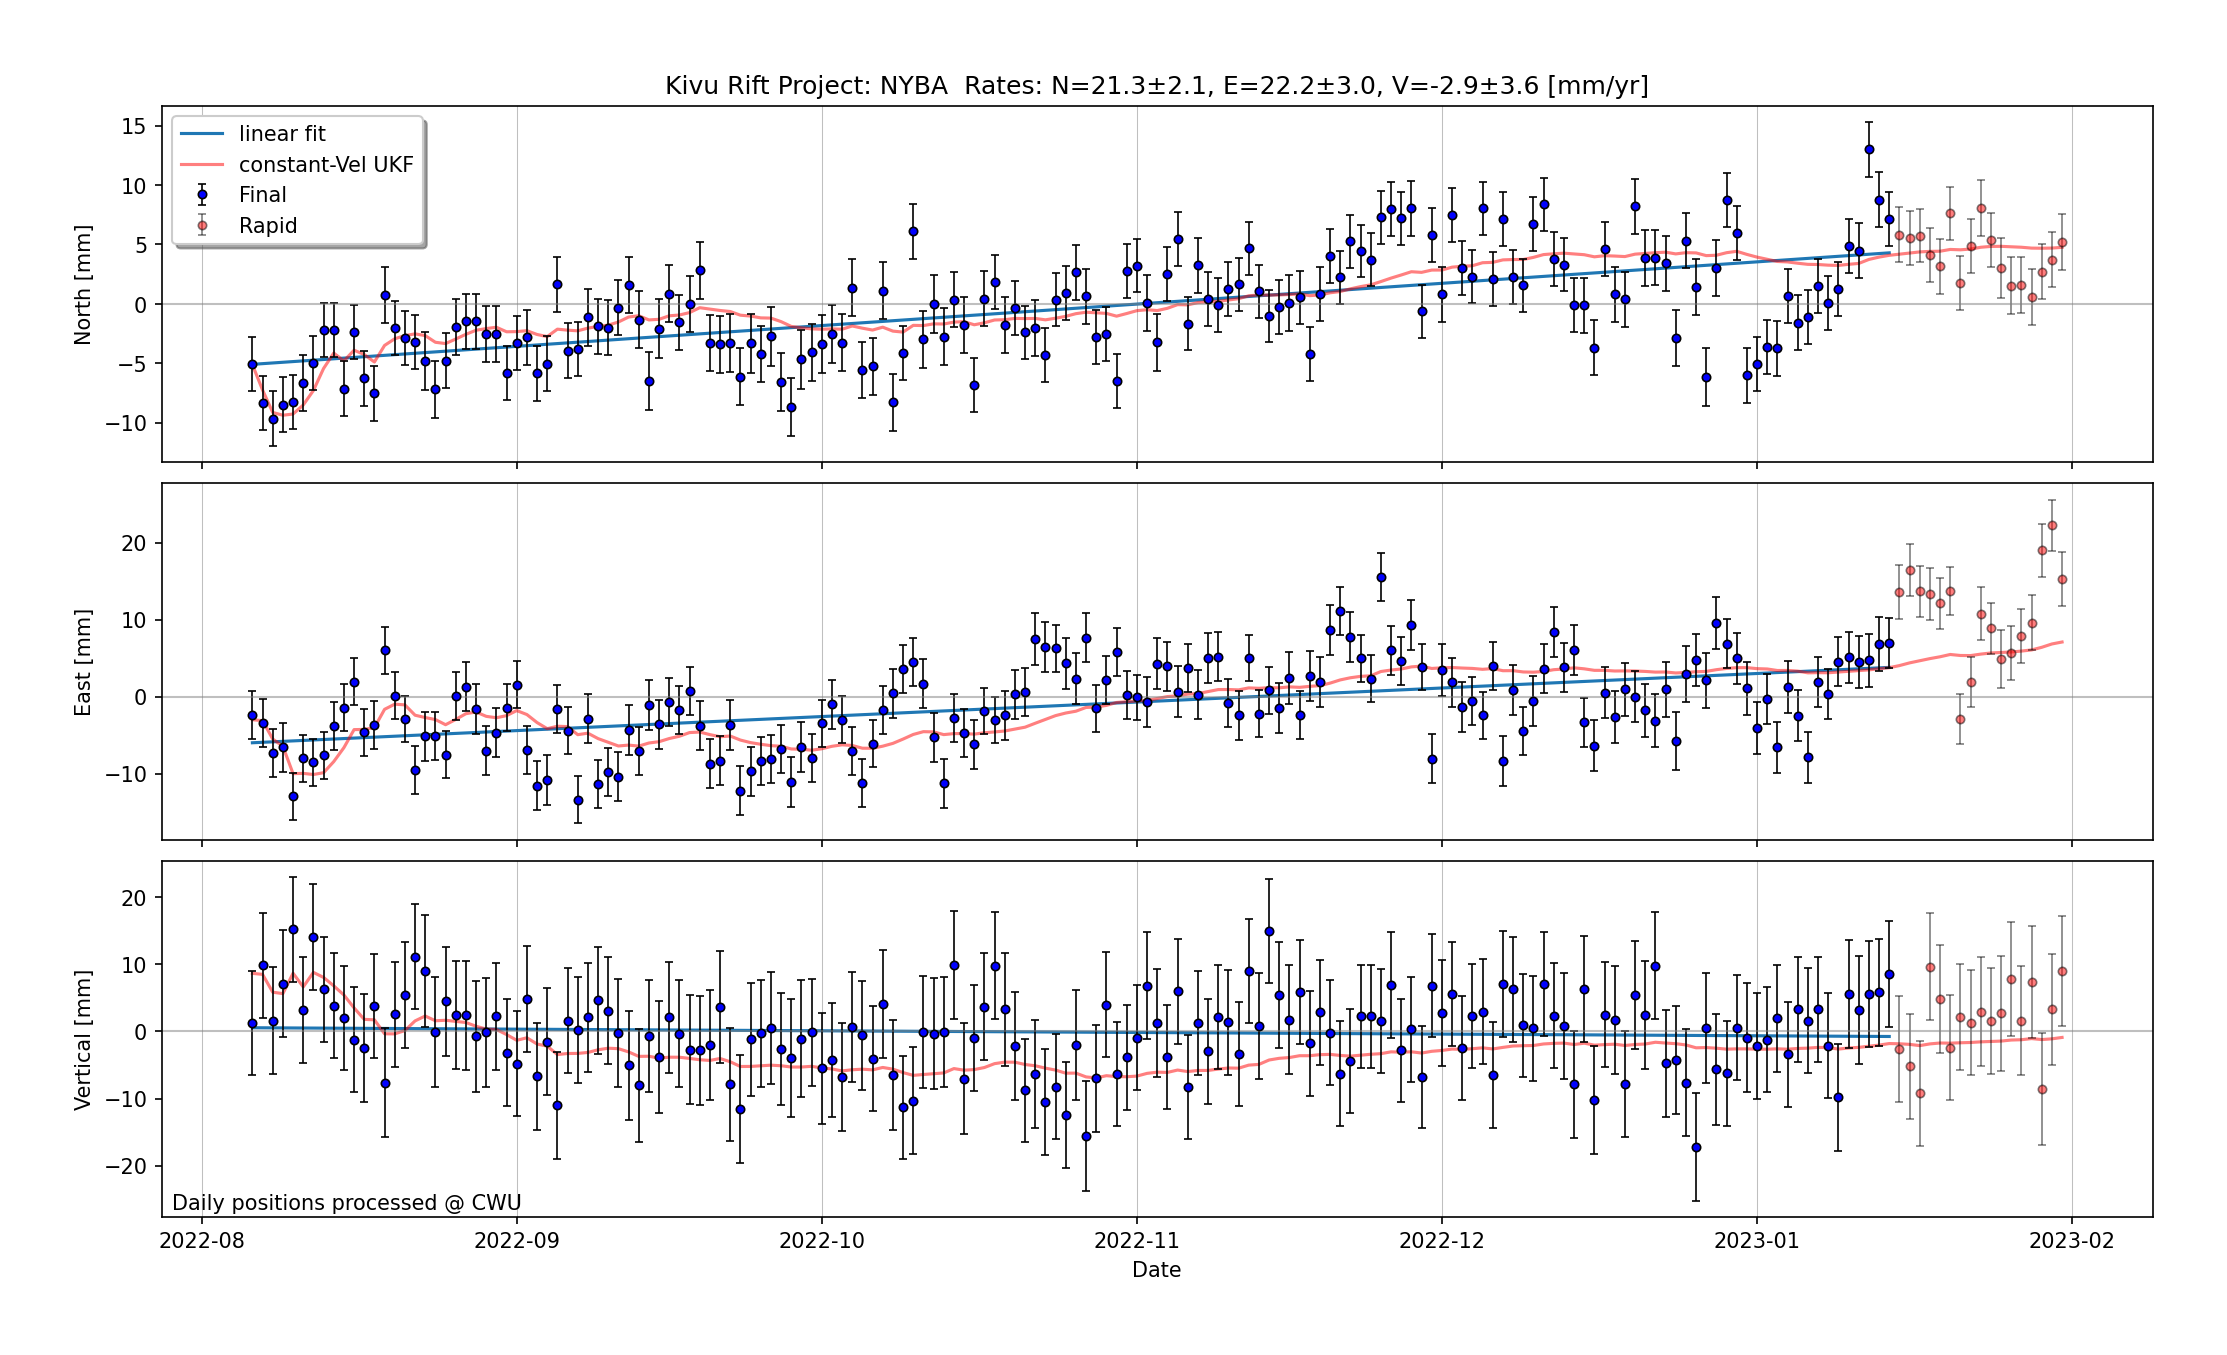 Kivu Rift Project: NYBA  Rates: N=21.3±2.1, E=22.2±3.0, V=-2.9±3.6 [mm/yr]
linear fit
constant-Vel UKF
Final
Rapid
North [mm]
15
10
5
0
−5
−10
East [mm]
20
10
0
−10
Vertical [mm]
20
10
0
−10
−20
Daily positions processed @ CWU
2022-08
2022-09
2022-10
2022-11
2022-12
2023-01
2023-02
Date